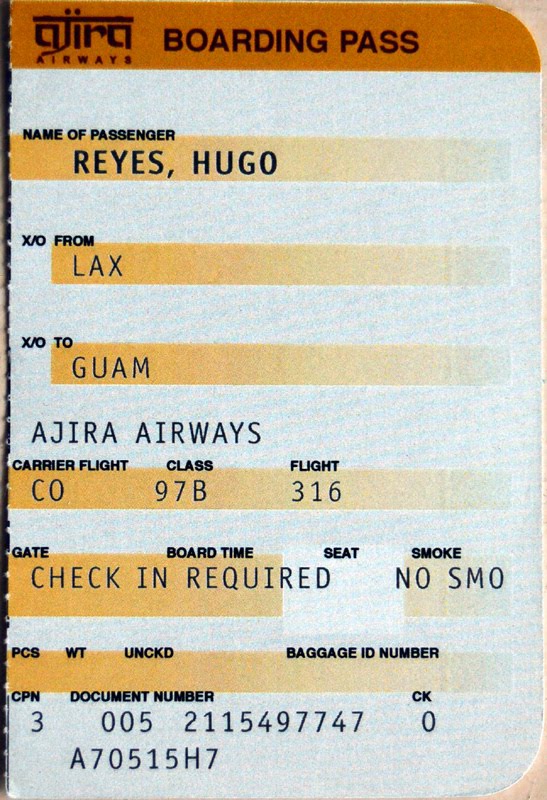 ajira
AIRWAYS
BOARDING PASS
NAME OF PASSENGER
REYES, HUGO
X/O FROM
LAX
X/O TO
GUAM
AJIRA AIRWAYS
CARRIER FLIGHT CLASS FLIGHT
CO 97B 316
GATE BOARD TIME SEAT SMOKE
CHECK IN REQUIRED NO SMO
PCS WT UNCKD BAGGAGE ID NUMBER
CPN DOCUMENT NUMBER CK
3 005 2115497747 0
A70515H7